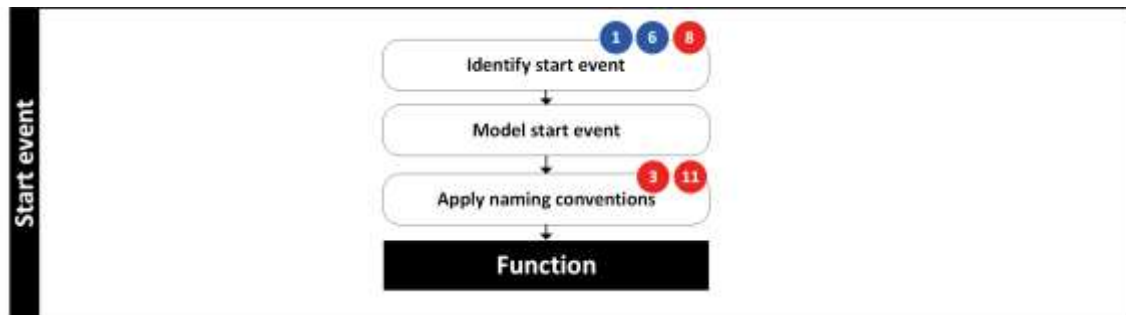 Start event
1 6 8
Identify start event
Model start event
3 11
Apply naming conventions
Function